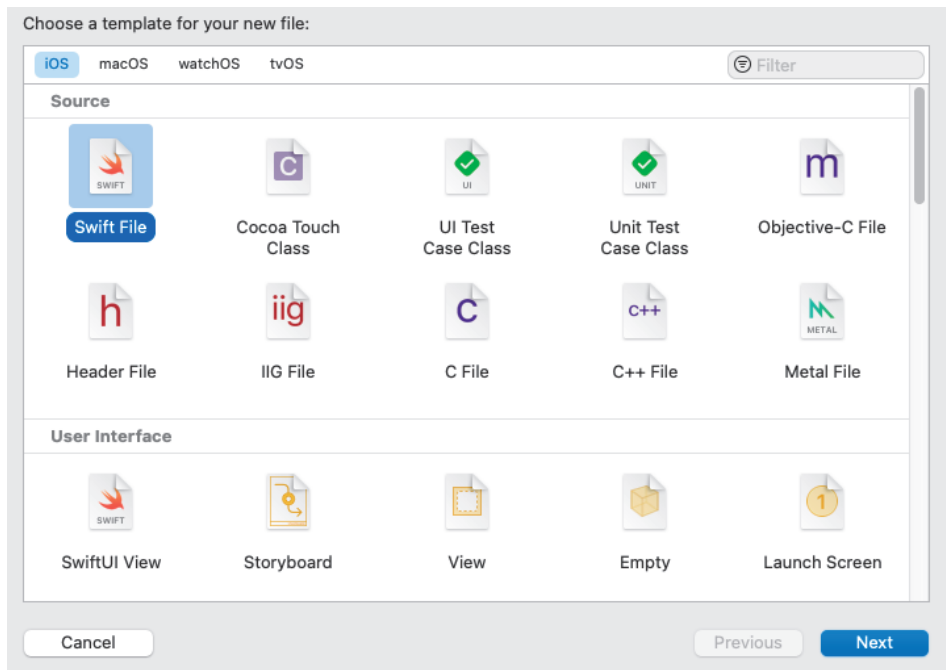 Choose a template for your new file:
iOS macOS watchOS tvOS Filter
Source
SWIFT C UI UNIT m
Swift File Cocoa Touch Class UI Test Case Class Unit Test Case Class Objective-C File
h iig C C++ METAL
Header File IIG File C File C++ File Metal File
User Interface
SWIFT 1
SwiftUI View Storyboard View Empty Launch Screen
Cancel Previous Next